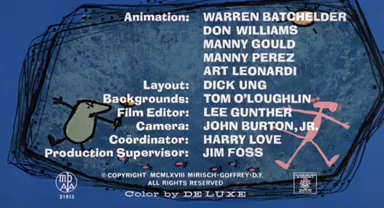 Animation: WARREN BATCHELDER
DON WILLIAMS
MANNY GOULD
MANNY PEREZ
ART LEONARDI
Layout: DICK UNG
Backgrounds: TOM O'LOUGHLIN
Film Editor: LEE GUNTHER
Camera: JOHN BURTON, JR.
Coördinator: HARRY LOVE
Production Supervisor: JIM FOSS
© COPYRIGHT MCMLXVIII MIRISCH-GEOFFREY-D.F.
ALL RIGHTS RESERVED
Color by DE LUXE
21913